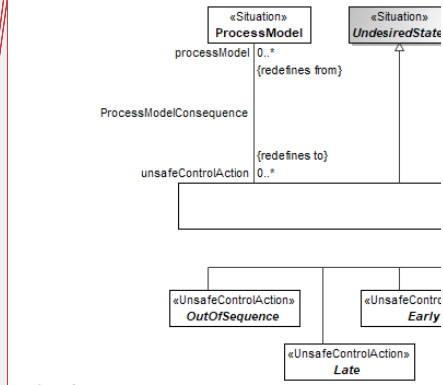 «Situation»
ProcessModel
«Situation»
UndesiredState
processModel 0..*
{redefines from}
ProcessModelConsequence
{redefines to}
unsafeControlAction 0..*
«UnsafeControlAction»
OutOfSequence
«UnsafeContro
Early
«UnsafeControlAction»
Late